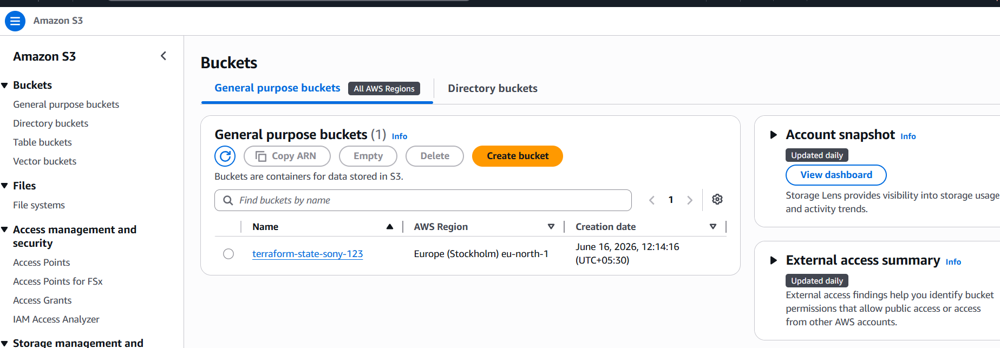 Amazon S3
Amazon S3
Buckets
General purpose buckets
Directory buckets
Table buckets
Vector buckets
Files
File systems
Access management and
security
Access Points
Access Points for FSx
Access Grants
IAM Access Analyzer
Storage management and
Buckets
General purpose buckets All AWS Regions Directory buckets
General purpose buckets (1) Info
Copy ARN Empty Delete Create bucket
Buckets are containers for data stored in S3.
Find buckets by name 1
Name AWS Region Creation date
terraform-state-sony-123 Europe (Stockholm) eu-north-1 June 16, 2026, 12:14:16
(UTC+05:30)
Account snapshot Info
Updated daily
View dashboard
Storage Lens provides visibility into storage usage
and activity trends.
External access summary Info
Updated daily
External access findings help you identify bucket
permissions that allow public access or access
from other AWS accounts.